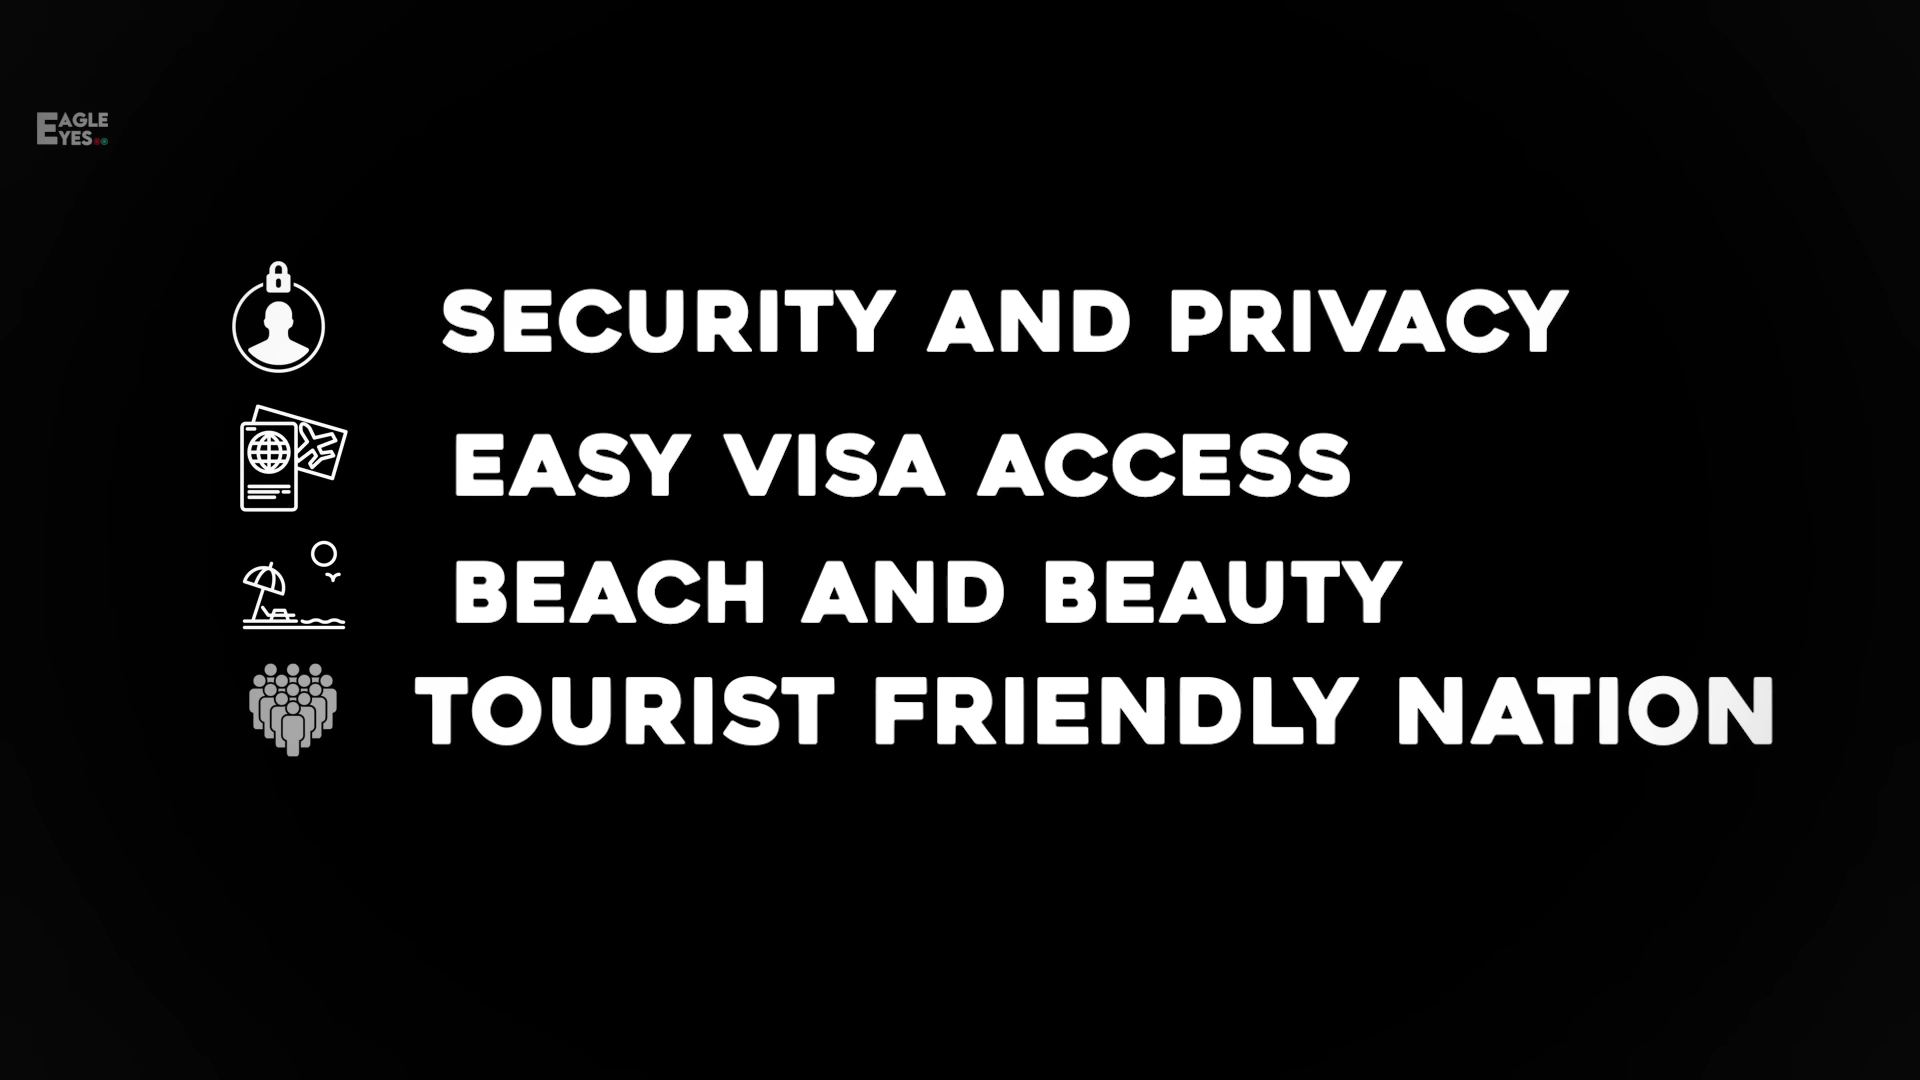 EAGLE
EYES
SECURITY AND PRIVACY
EASY VISA ACCESS
BEACH AND BEAUTY
TOURIST FRIENDLY NATION